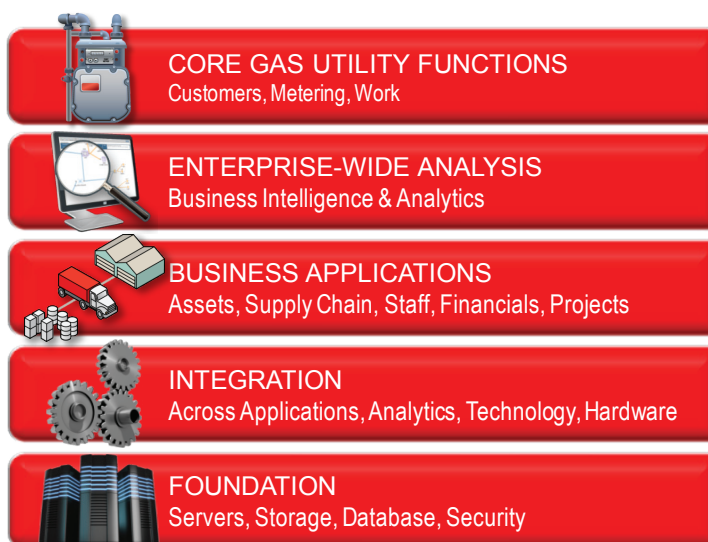 CORE GAS UTILITY FUNCTIONS
Customers, Metering, Work
ENTERPRISE-WIDE ANALYSIS
Business Intelligence & Analytics
BUSINESS APPLICATIONS
Assets, Supply Chain, Staff, Financials, Projects
INTEGRATION
Across Applications, Analytics, Technology, Hardware
FOUNDATION
Servers, Storage, Database, Security